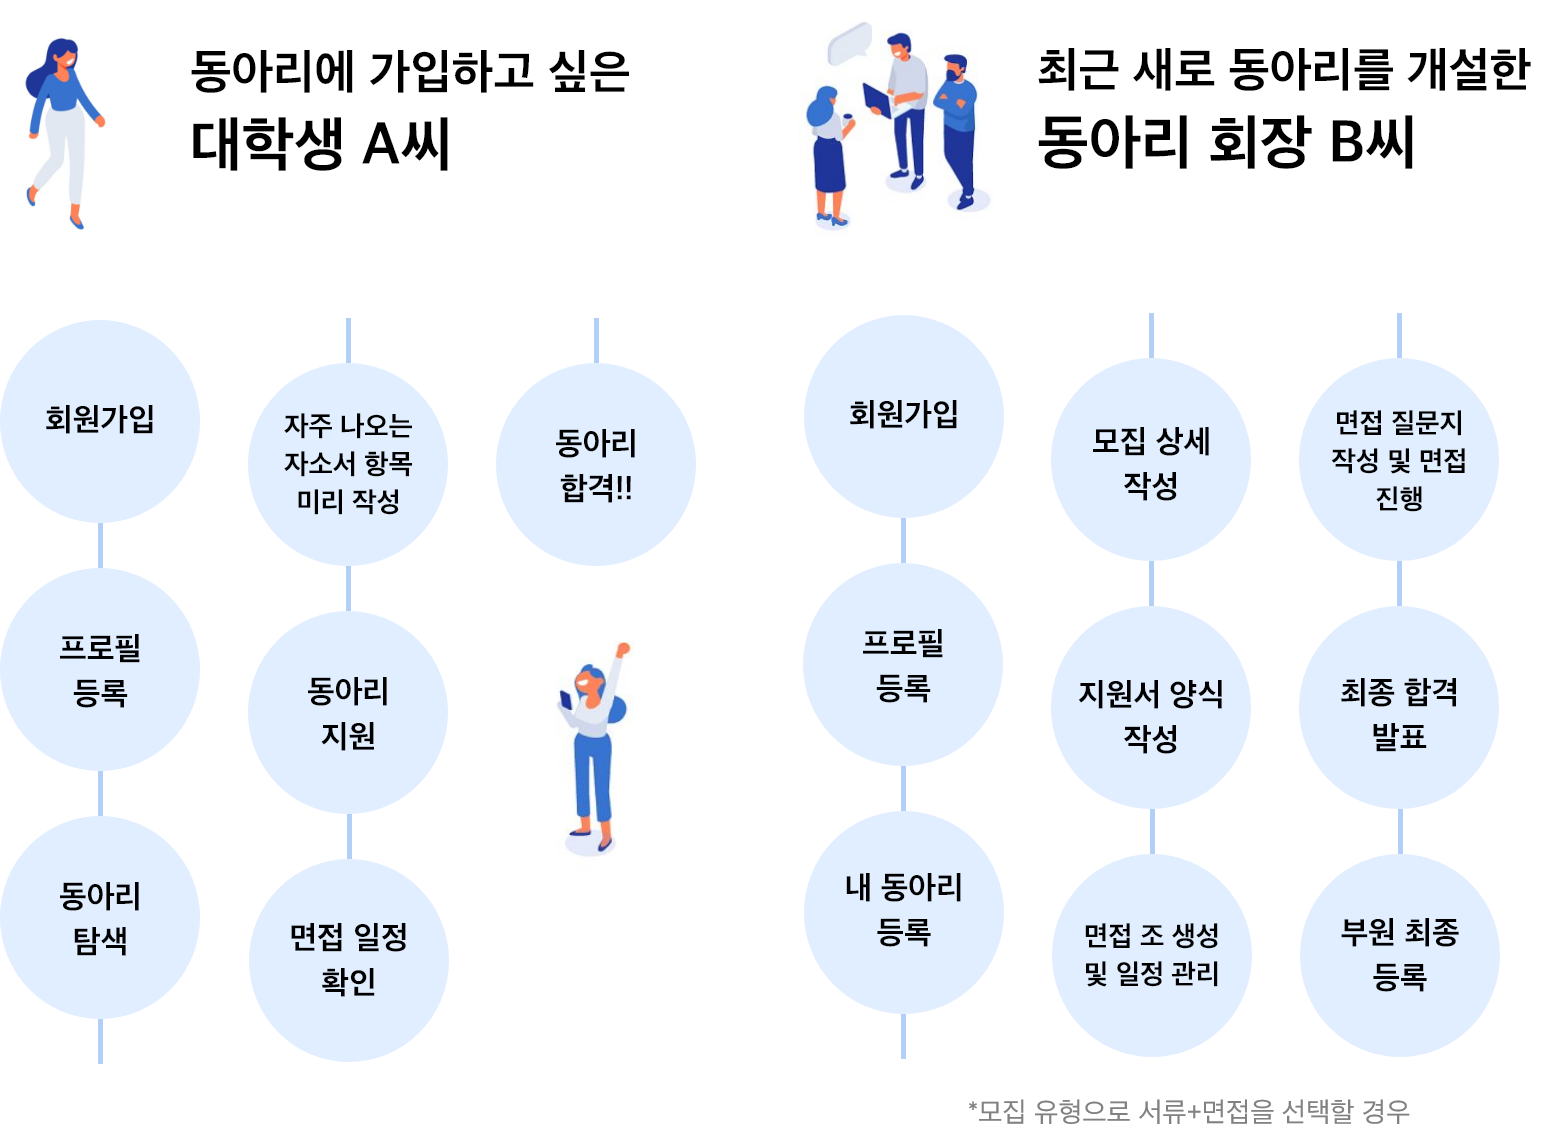 동아리에 가입하고 싶은
대학생 A씨
회원가입
프로필
등록
동아리
탐색
자주 나오는
자소서 항목
미리 작성
동아리
지원
면접 일정
확인
동아리
합격!!
최근 새로 동아리를 개설한
동아리 회장 B씨
회원가입
프로필
등록
내 동아리
등록
모집 상세
작성
지원서 양식
작성
면접 조 생성
및 일정 관리
면접 질문지
작성 및 면접
진행
최종 합격
발표
부원 최종
등록
*모집 유형으로 서류+면접을 선택할 경우